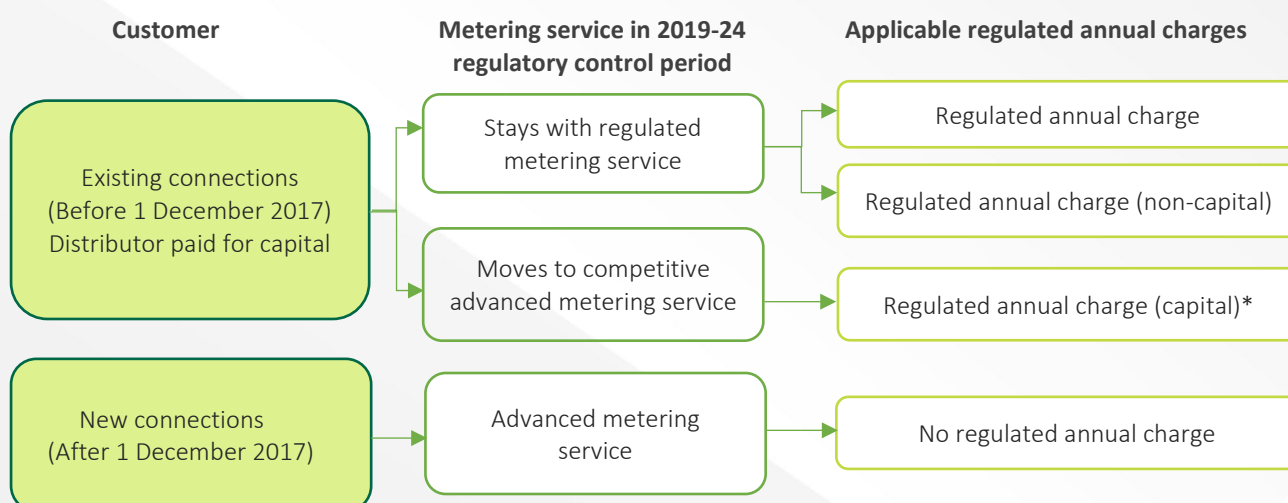 Customer
Metering service in 2019-24
regulatory control period
Applicable regulated annual charges
Existing connections
(Before 1 December 2017)
Distributor paid for capital
Stays with regulated
metering service
Regulated annual charge
Regulated annual charge (non-capital)
Moves to competitive
advanced metering service
Regulated annual charge (capital)*
New connections
(After 1 December 2017)
Advanced metering
service
No regulated annual charge